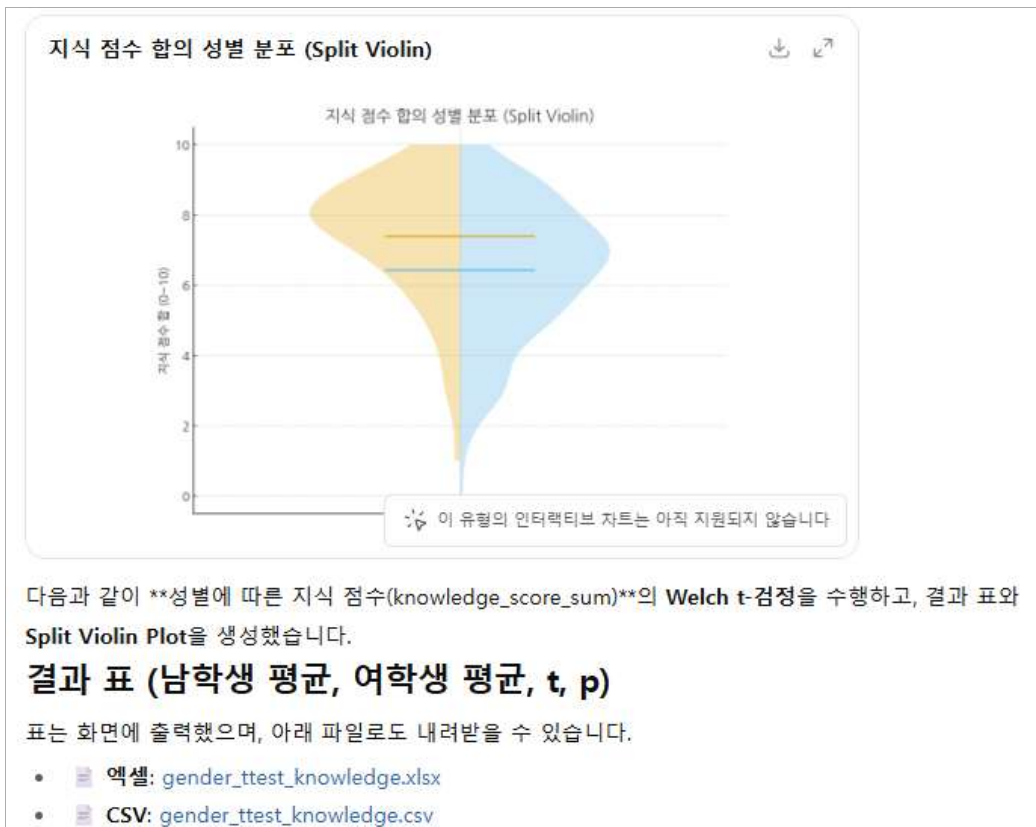 지식 점수 합의 성별 분포 (Split Violin)
지식 점수 합의 성별 분포 (Split Violin)
10
8
6
4
2
0
지식 점수 합 (0~10)
이 유형의 인터랙티브 차트는 아직 지원되지 않습니다
다음과 같이 **성별에 따른 지식 점수(knowledge_score_sum)**의 Welch t-검정을 수행하고, 결과 표와
Split Violin Plot을 생성했습니다.
결과 표 (남학생 평균, 여학생 평균, t, p)
표는 화면에 출력했으며, 아래 파일로도 내려받을 수 있습니다.
• 엑셀: gender_ttest_knowledge.xlsx
• CSV: gender_ttest_knowledge.csv